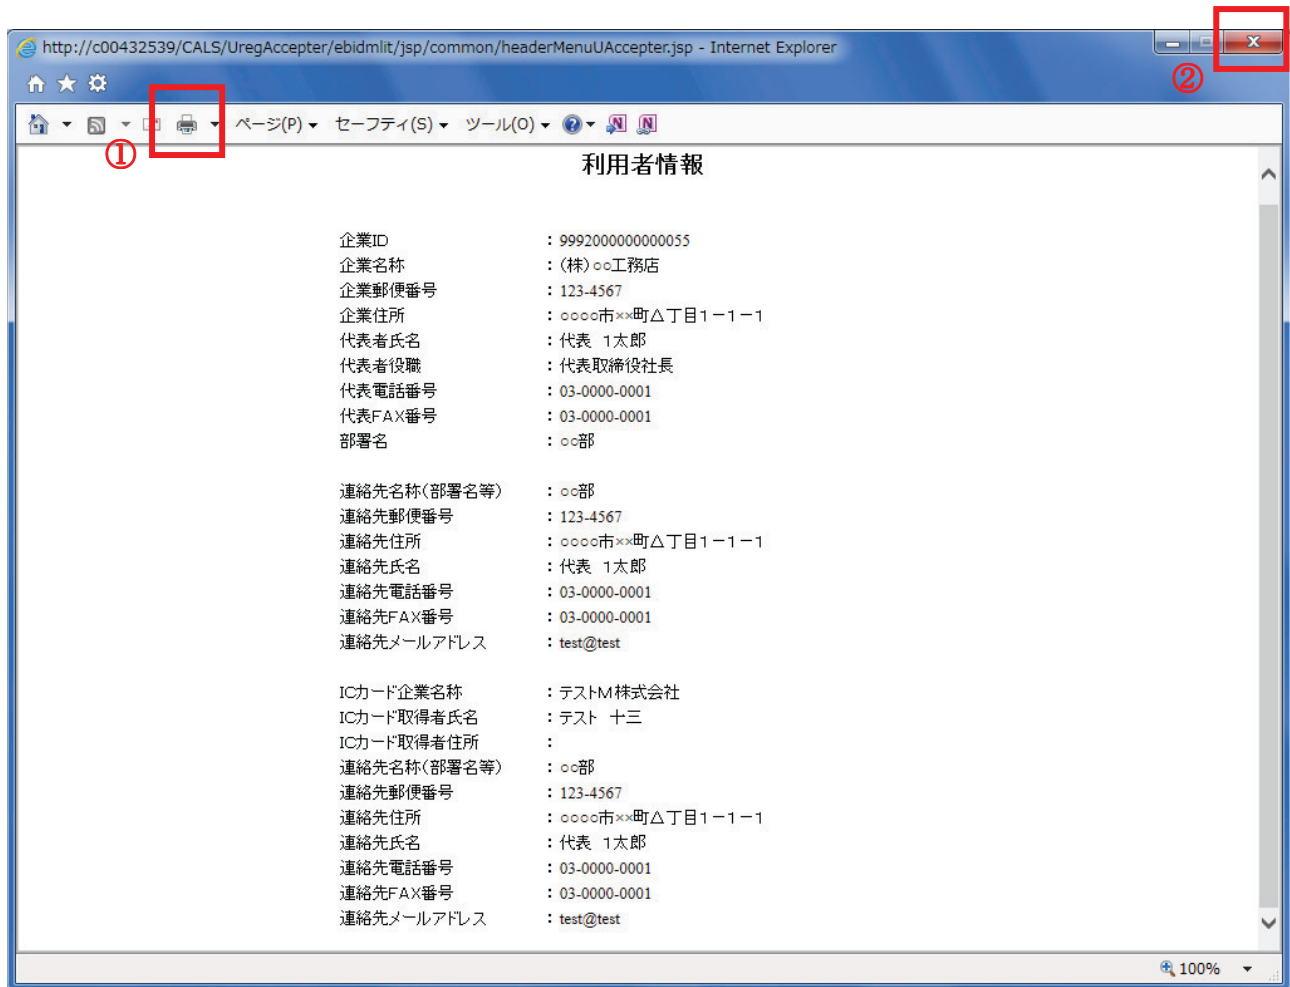 http://c00432539/CALS/UregAccepter/ebidmlit/jsp/common/headerMenuUAccepter.jsp - Internet Explorer
②
ページ(P) セーフティ(S) ツール(O)
①
利用者情報
企業ID : 9992000000000055
企業名称 : (株)○○工務店
企業郵便番号 : 123-4567
企業住所 : ○○○○市××町△丁目1-1-1
代表者氏名 : 代表 1太郎
代表者役職 : 代表取締役社長
代表電話番号 : 03-0000-0001
代表FAX番号 : 03-0000-0001
部署名 : ○○部
連絡先名称(部署名等) : ○○部
連絡先郵便番号 : 123-4567
連絡先住所 : ○○○○市××町△丁目1-1-1
連絡先氏名 : 代表 1太郎
連絡先電話番号 : 03-0000-0001
連絡先FAX番号 : 03-0000-0001
連絡先メールアドレス : test@test
ICカード企業名称 : テストM株式会社
ICカード取得者氏名 : テスト 十三
ICカード取得者住所 :
連絡先名称(部署名等) : ○○部
連絡先郵便番号 : 123-4567
連絡先住所 : ○○○○市××町△丁目1-1-1
連絡先氏名 : 代表 1太郎
連絡先電話番号 : 03-0000-0001
連絡先FAX番号 : 03-0000-0001
連絡先メールアドレス : test@test
100%